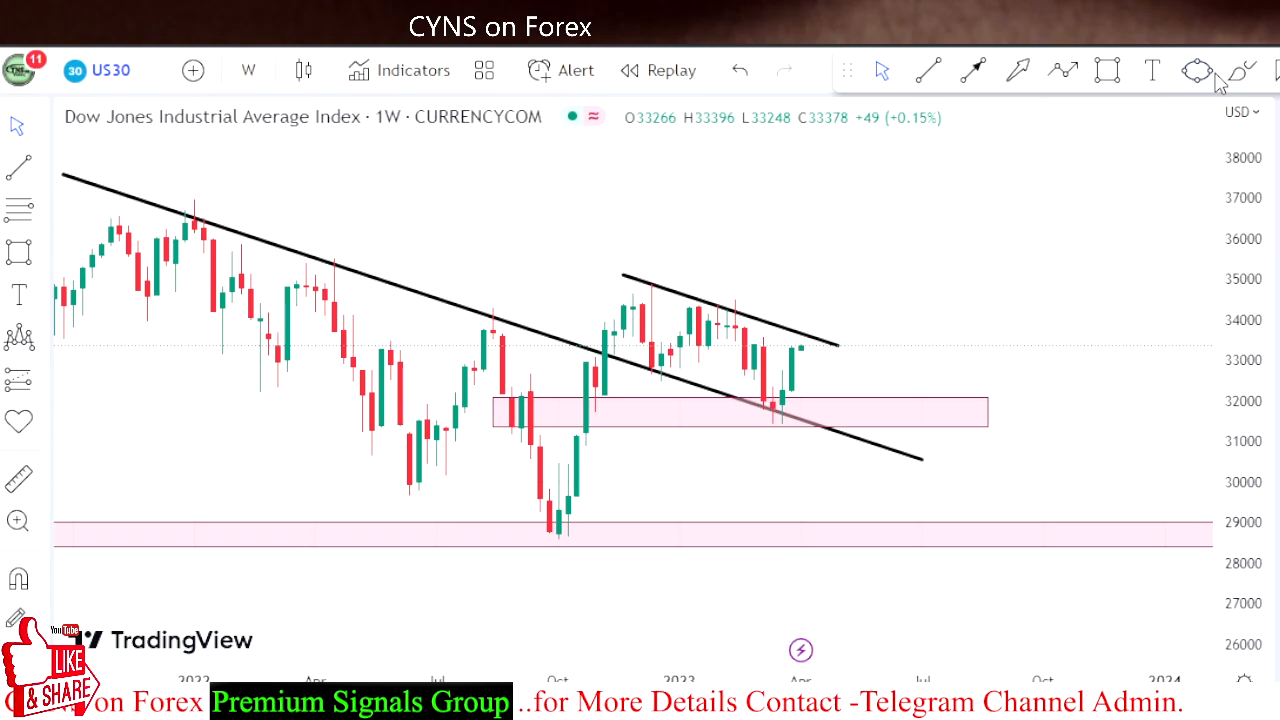 CYNS on Forex
11
30 US30 W Indicators Alert Replay T
Dow Jones Industrial Average Index · 1W · CURRENCYCOM O33266 H33396 L33248 C33378 +49 (+0.15%) USD
38000
37000
36000
35000
34000
33000
32000
31000
30000
29000
28000
27000
26000
YouTube
LIKE
& SHARE
TradingView
2022 Apr Jul Oct 2023 Apr Jul Oct 2024
on Forex Premium Signals Group ..for More Details Contact -Telegram Channel Admin.